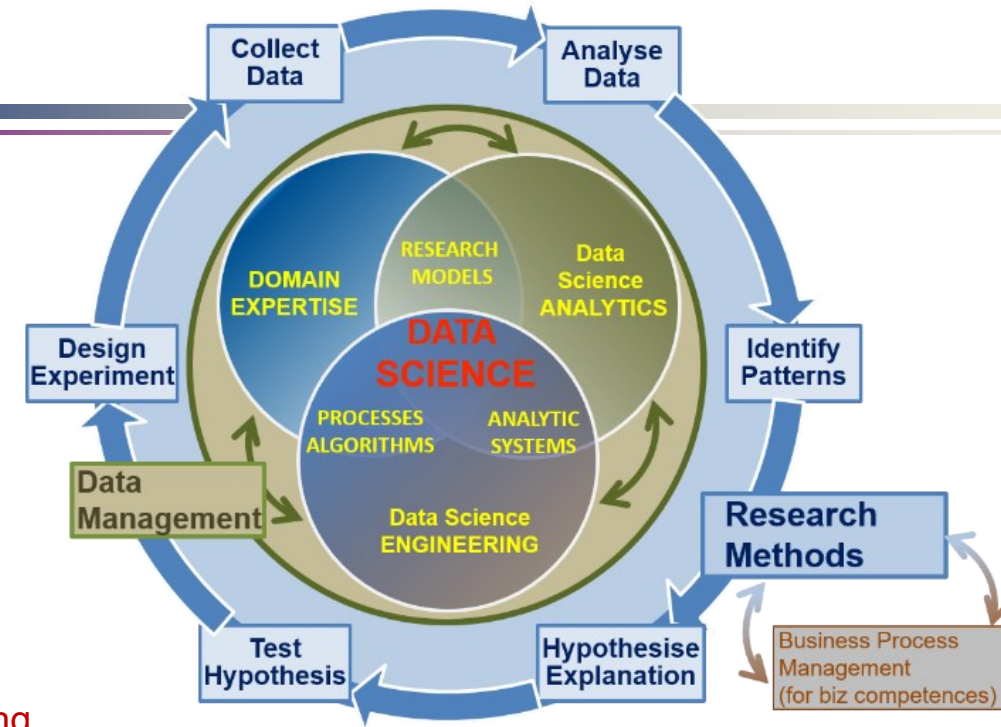 Collect
Data
Analyse
Data
RESEARCH
MODELS
Data
Science
ANALYTICS
DOMAIN
EXPERTISE
DATA
SCIENCE
Design
Experiment
Identify
Patterns
PROCESSES
ALGORITHMS
ANALYTIC
SYSTEMS
Data
Management
Data Science
ENGINEERING
Research
Methods
Test
Hypothesis
Hypothesise
Explanation
Business Process
Management
(for biz competences)